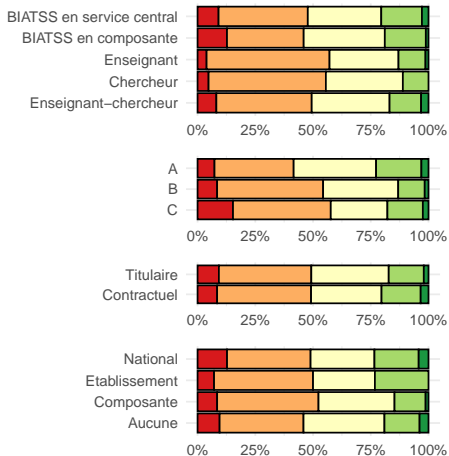 BIATSS en service central
BIATSS en composante
Enseignant
Chercheur
Enseignant−chercheur
0% 25% 50% 75% 100%
A
B
C
0% 25% 50% 75% 100%
Titulaire
Contractuel
0% 25% 50% 75% 100%
National
Etablissement
Composante
Aucune
0% 25% 50% 75% 100%